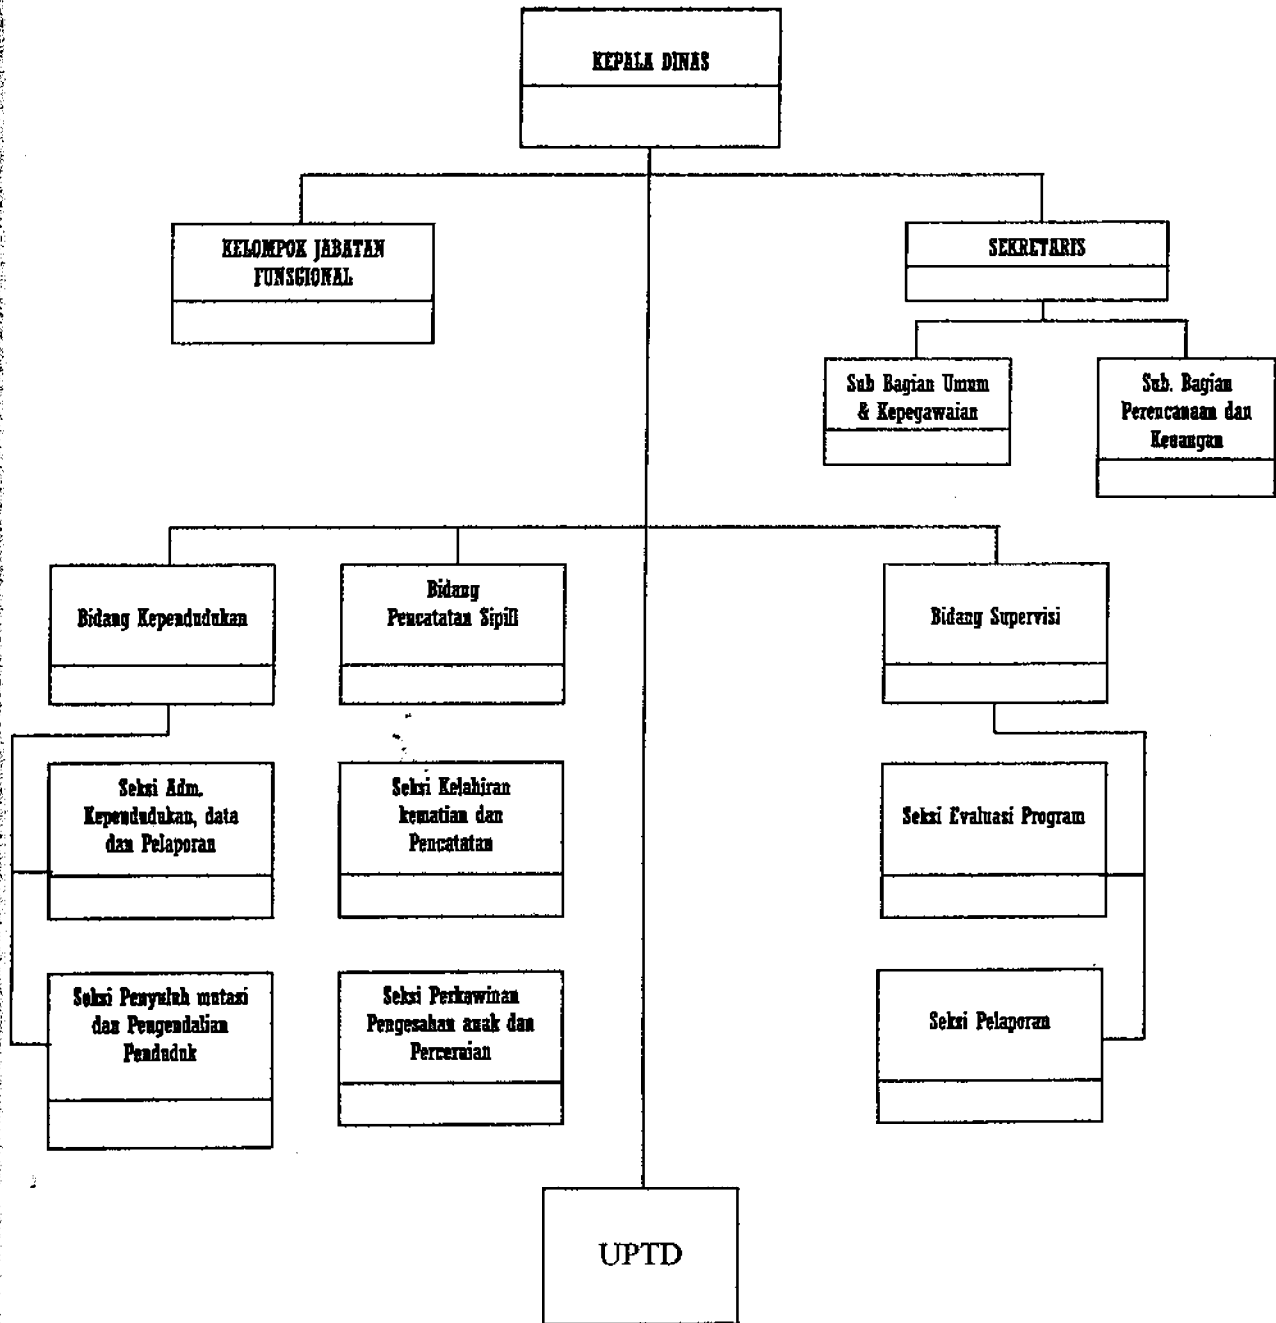 KEPALA DINAS
KELOMPOK JABATAN
FUNSGIONAL
SEKRETARIS
Sub Bagian Umum
& Kepegawaian
Sub. Bagian
Perencanaan dan
Keuangan
Bidang Kependudukan
Bidang
Pencatatan Sipill
Bidang Supervisi
Seksi Adm.
Kependudukan, data
dan Pelaporan
Seksi Kelahiran
kematian dan
Pencatatan
Seksi Evaluasi Program
Seksi Penyuluh mutasi
dan Pengendalian
Penduduk
Seksi Perkawinan
Pengesahan anak dan
Perceraian
Seksi Pelaporan
UPTD